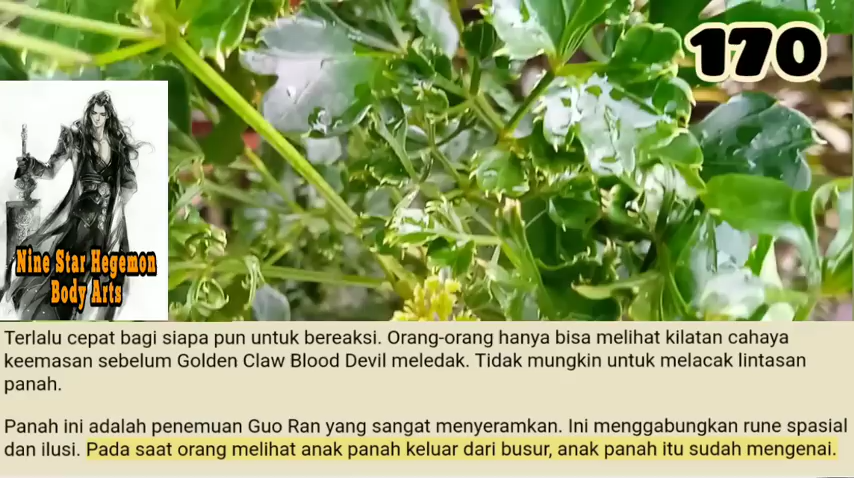 170
Nine Star Hegemon
Body Arts
Terlalu cepat bagi siapa pun untuk bereaksi. Orang-orang hanya bisa melihat kilatan cahaya
keemasan sebelum Golden Claw Blood Devil meledak. Tidak mungkin untuk melacak lintasan
panah.
Panah ini adalah penemuan Guo Ran yang sangat menyeramkan. Ini menggabungkan rune spasial
dan ilusi. Pada saat orang melihat anak panah keluar dari busur, anak panah itu sudah mengenai.